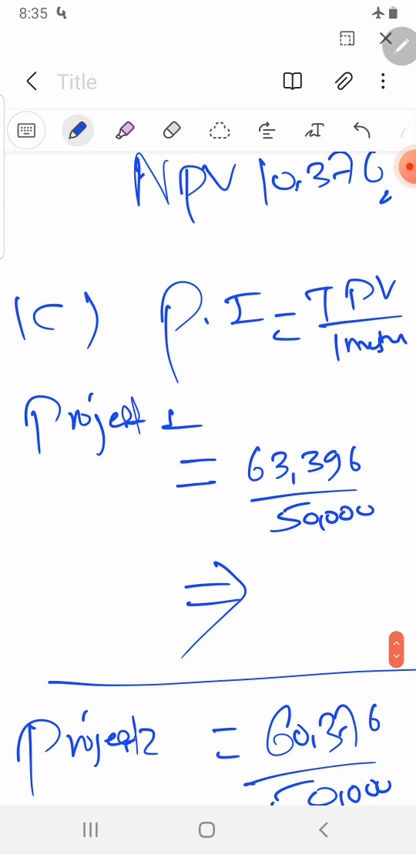 8:35
Title
NPV 10.376
(C) P.I = TPV
Project 1
= 63,396
50,000
Project 2 = 60.376
50,000